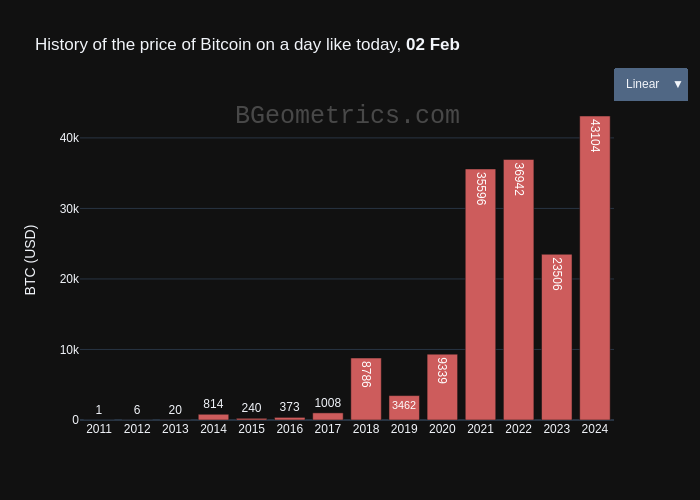 History of the price of Bitcoin on a day like today, 02 Feb
Linear ▼
BGeometrics.com
BTC (USD)
40k
30k
20k
10k
0
1
6
20
814
240
373
1008
8786
3462
9339
35596
36942
23506
43104
2011 2012 2013 2014 2015 2016 2017 2018 2019 2020 2021 2022 2023 2024